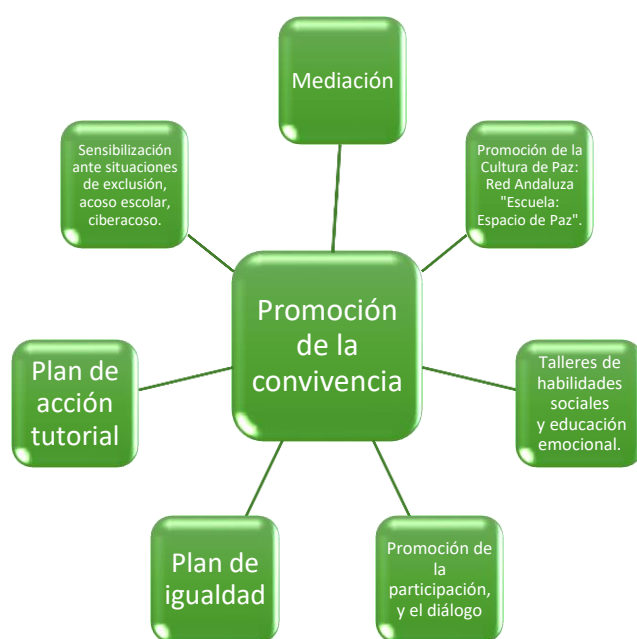 Mediación
Sensibilización
ante situaciones
de exclusión,
acoso escolar,
ciberacoso.
Promoción de la
Cultura de Paz:
Red Andaluza
"Escuela:
Espacio de Paz".
Promoción
de la
convivencia
Plan de
acción
tutorial
Talleres de
habilidades
sociales
y educación
emocional.
Plan de
igualdad
Promoción de
la
participación,
y el diálogo